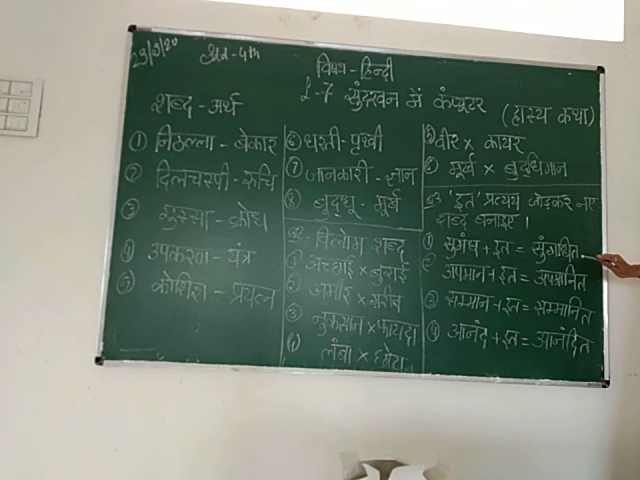 29/9/20
विषय-हिन्दी
L-7 सुंदरवन में कंप्यूटर (हास्य कथा)
शब्द-अर्थ
① निठल्ला - बेकार
② दिलचस्पी - रुचि
③ गुस्सा - क्रोध
④ उपकरण - यंत्र
⑤ कोशिश - प्रयत्न
⑥ धरती - पृथ्वी
⑦ जानकारी - ज्ञान
⑧ बुद्धू - मूर्ख
Q2 - विलोम शब्द
① अच्छाई × बुराई
② अमीर × गरीब
③ नुकसान × फायदा
④ लंबा × छोटा
⑤ वीर × कायर
⑥ मूर्ख × बुद्धिमान
Q3 'इत' प्रत्यय जोड़कर नए
शब्द बनाइए।
① सुगंध + इत = सुगंधित
② अपमान + इत = अपमानित
③ सम्मान + इत = सम्मानित
④ आनंद + इत = आनंदित